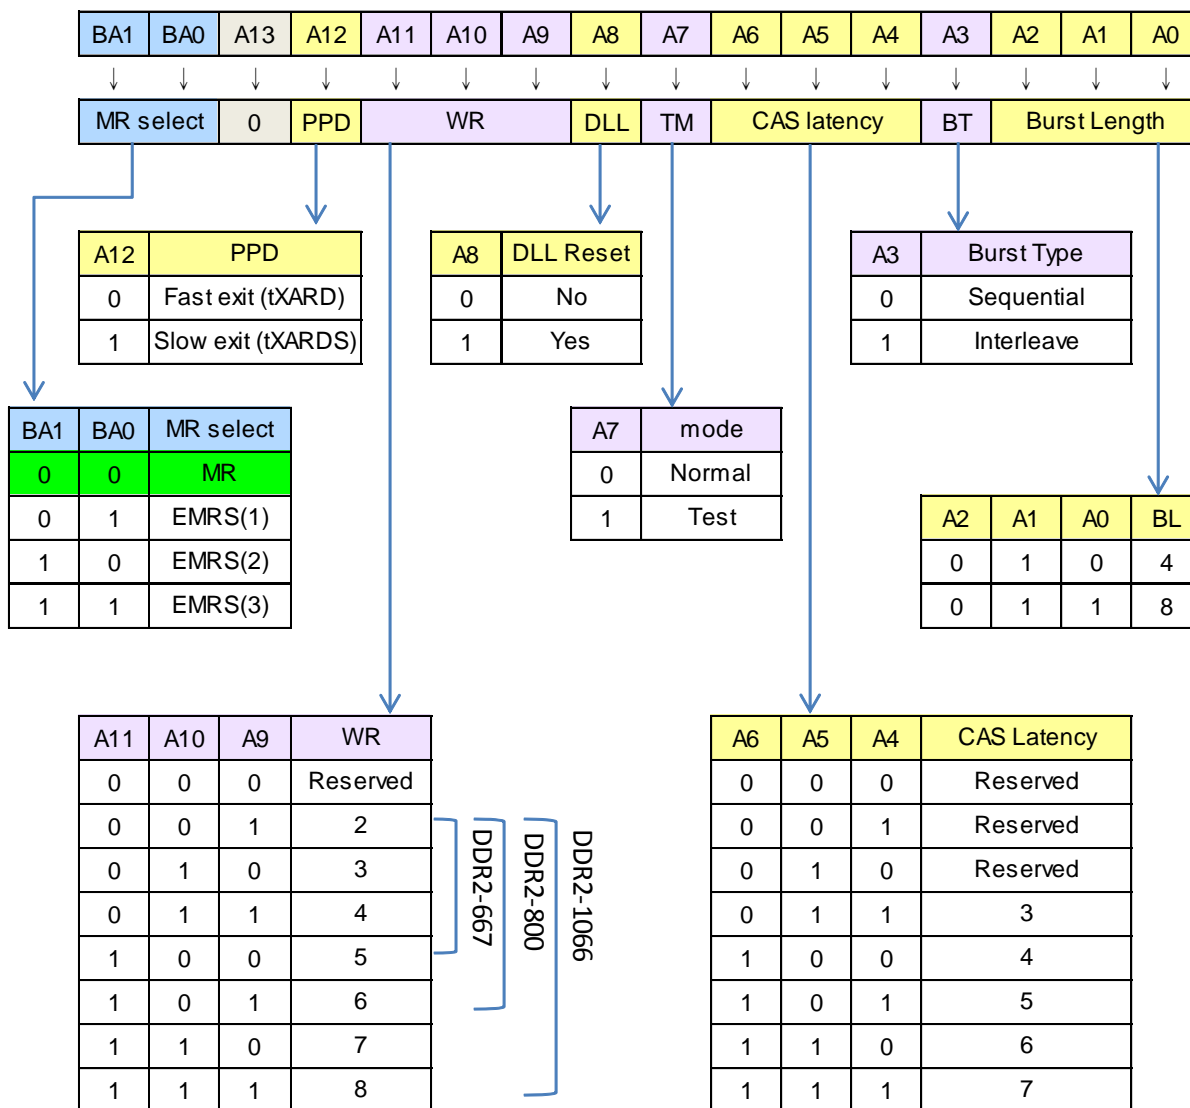 BA1 BA0 A13 A12 A11 A10 A9 A8 A7 A6 A5 A4 A3 A2 A1 A0
MR select 0 PPD WR DLL TM CAS latency BT Burst Length
A12 PPD
0 Fast exit (tXARD)
1 Slow exit (tXARDS)
A8 DLL Reset
0 No
1 Yes
A3 Burst Type
0 Sequential
1 Interleave
BA1 BA0 MR select
0 0 MR
0 1 EMRS(1)
1 0 EMRS(2)
1 1 EMRS(3)
A7 mode
0 Normal
1 Test
A2 A1 A0 BL
0 1 0 4
0 1 1 8
A11 A10 A9 WR
0 0 0 Reserved
0 0 1 2
0 1 0 3
0 1 1 4
1 0 0 5
1 0 1 6
1 1 0 7
1 1 1 8
DDR2-667
DDR2-800
DDR2-1066
A6 A5 A4 CAS Latency
0 0 0 Reserved
0 0 1 Reserved
0 1 0 Reserved
0 1 1 3
1 0 0 4
1 0 1 5
1 1 0 6
1 1 1 7